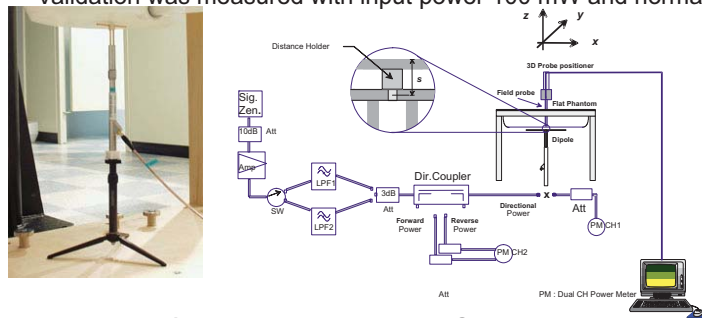 validation was measured with input power 100 mW and norma
z
y
x
Distance Holder
s
3D Probe positioner
Field probe
Flat Phantom
Dipole
Sig.
Zen.
10dB
Att
Amp
SW
LPF1
LPF2
3dB
Att
Dir.Coupler
Forward
Power
Reverse
Power
Directional
Power
x
Att
PM CH1
PM CH2
Att
PM : Dual CH Power Meter